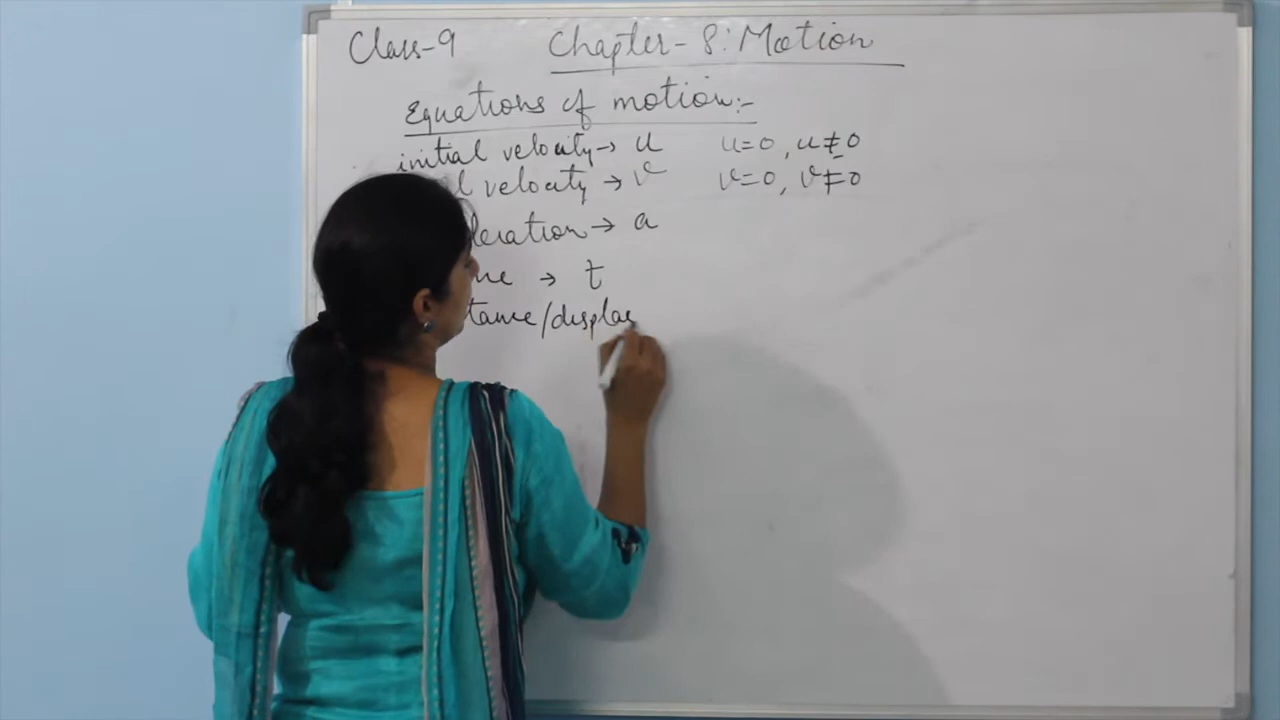 Class-9 Chapter-8: Motion
Equations of motion:-
initial velocity → u u=0, u≠0
velocity → v v=0, v≠0
→ a
→ t
/displac